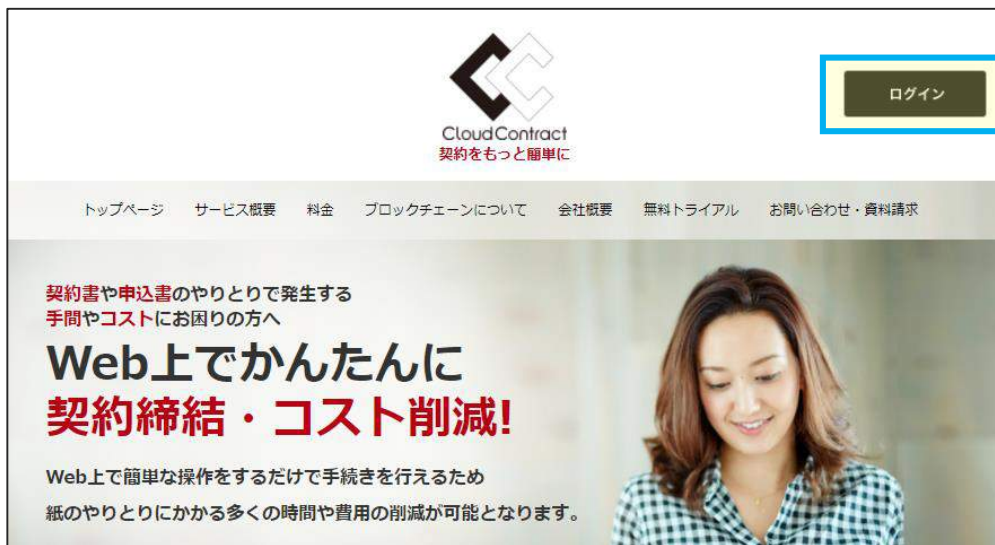 CloudContract
契約をもっと簡単に
ログイン
トップページ サービス概要 料金 ブロックチェーンについて 会社概要 無料トライアル お問い合わせ・資料請求
契約書や申込書のやりとりで発生する
手間やコストにお困りの方へ
Web上でかんたんに
契約締結・コスト削減!
Web上で簡単な操作をするだけで手続きを行えるため
紙のやりとりにかかる多くの時間や費用の削減が可能となります。